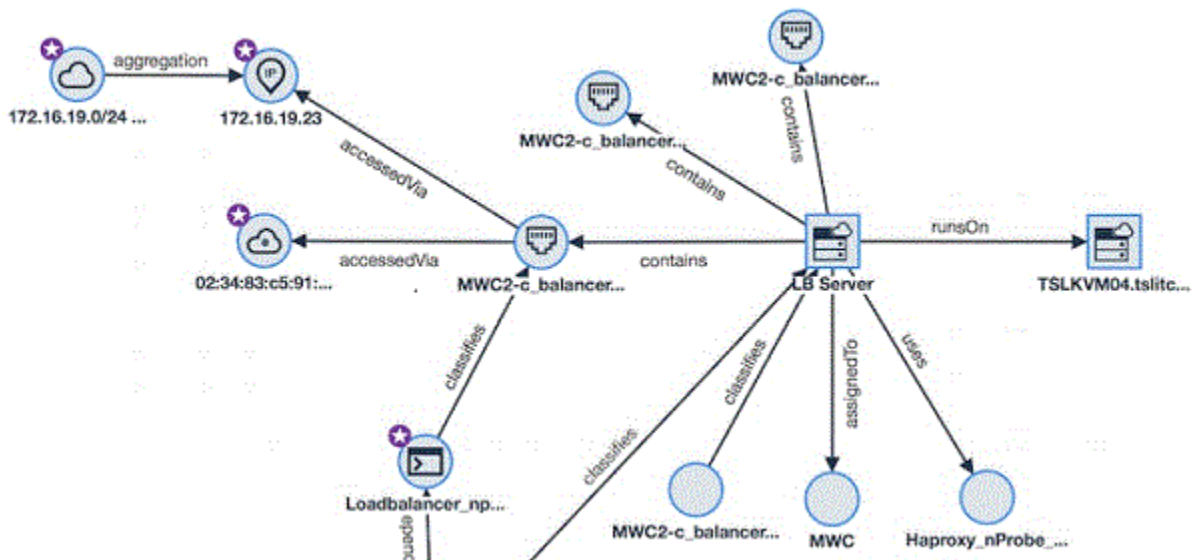 MWC2-c_balancer...
aggregation
IP
172.16.19.0/24 ...
172.16.19.23
MWC2-c_balancer...
contains
accessedVia
contains
runsOn
02:34:83:c5:91:...
accessedVia
MWC2-c_balancer...
contains
LB Server
TSLKVM04.tslitc...
classifies
classifies
assignedTo
uses
classifies
Loadbalancer_np...
MWC2-c_balancer...
MWC
Haproxy_nProbe_...